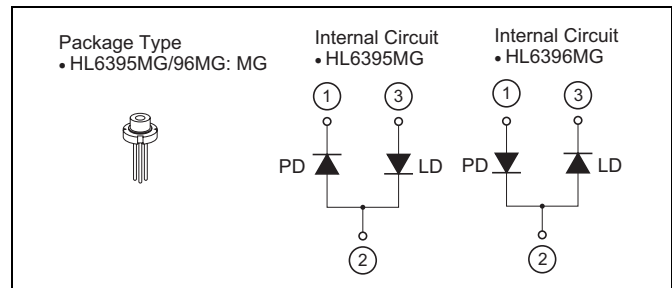 Package Type
• HL6395MG/96MG: MG
Internal Circuit
• HL6395MG
1 3
PD LD
2
Internal Circuit
• HL6396MG
1 3
PD LD
2